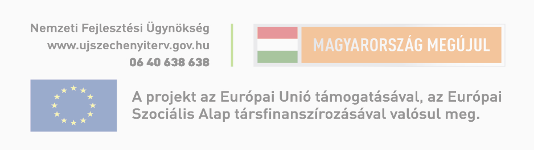 Nemzeti Fejlesztési Ügynökség
www.ujszechenyiterv.gov.hu
06 40 638 638
MAGYARORSZÁG MEGÚJUL
A projekt az Európai Unió támogatásával, az Európai
Szociális Alap társfinanszírozásával valósul meg.